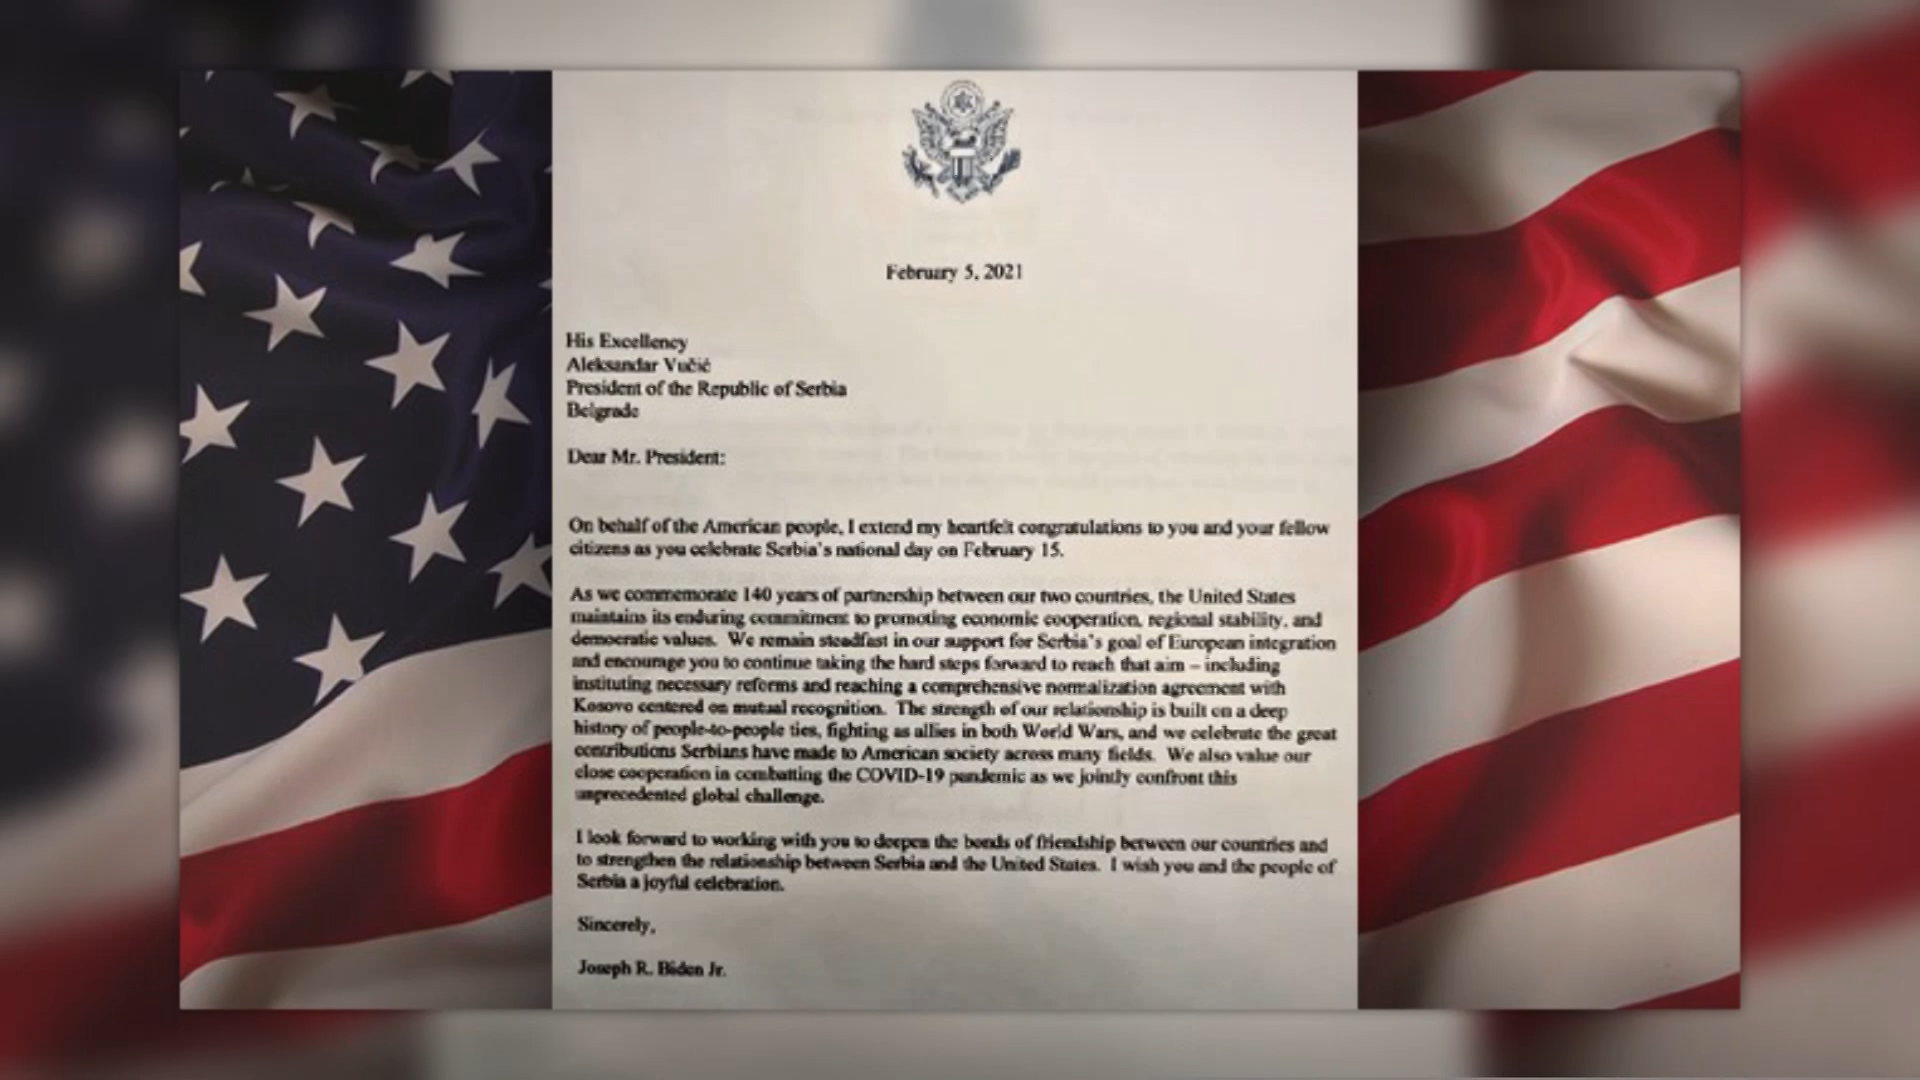 February 5, 2021
His Excellency
Aleksandar Vučić
President of the Republic of Serbia
Belgrade
Dear Mr. President:
On behalf of the American people, I extend my heartfelt congratulations to you and your fellow
citizens as you celebrate Serbia's national day on February 15.
As we commemorate 140 years of partnership between our two countries, the United States
maintains its enduring commitment to promoting economic cooperation, regional stability, and
democratic values. We remain steadfast in our support for Serbia's goal of European integration
and encourage you to continue taking the hard steps forward to reach that aim – including
instituting necessary reforms and reaching a comprehensive normalization agreement with
Kosovo centered on mutual recognition. The strength of our relationship is built on a deep
history of people-to-people ties, fighting as allies in both World Wars, and we celebrate the great
contributions Serbians have made to American society across many fields. We also value our
close cooperation in combatting the COVID-19 pandemic as we jointly confront this
unprecedented global challenge.
I look forward to working with you to deepen the bonds of friendship between our countries and
to strengthen the relationship between Serbia and the United States. I wish you and the people of
Serbia a joyful celebration.
Sincerely,
Joseph R. Biden Jr.